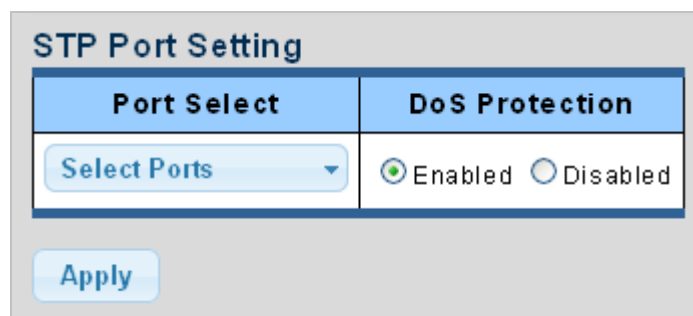 STP Port Setting
Port Select DoS Protection
Select Ports Enabled Disabled
Apply